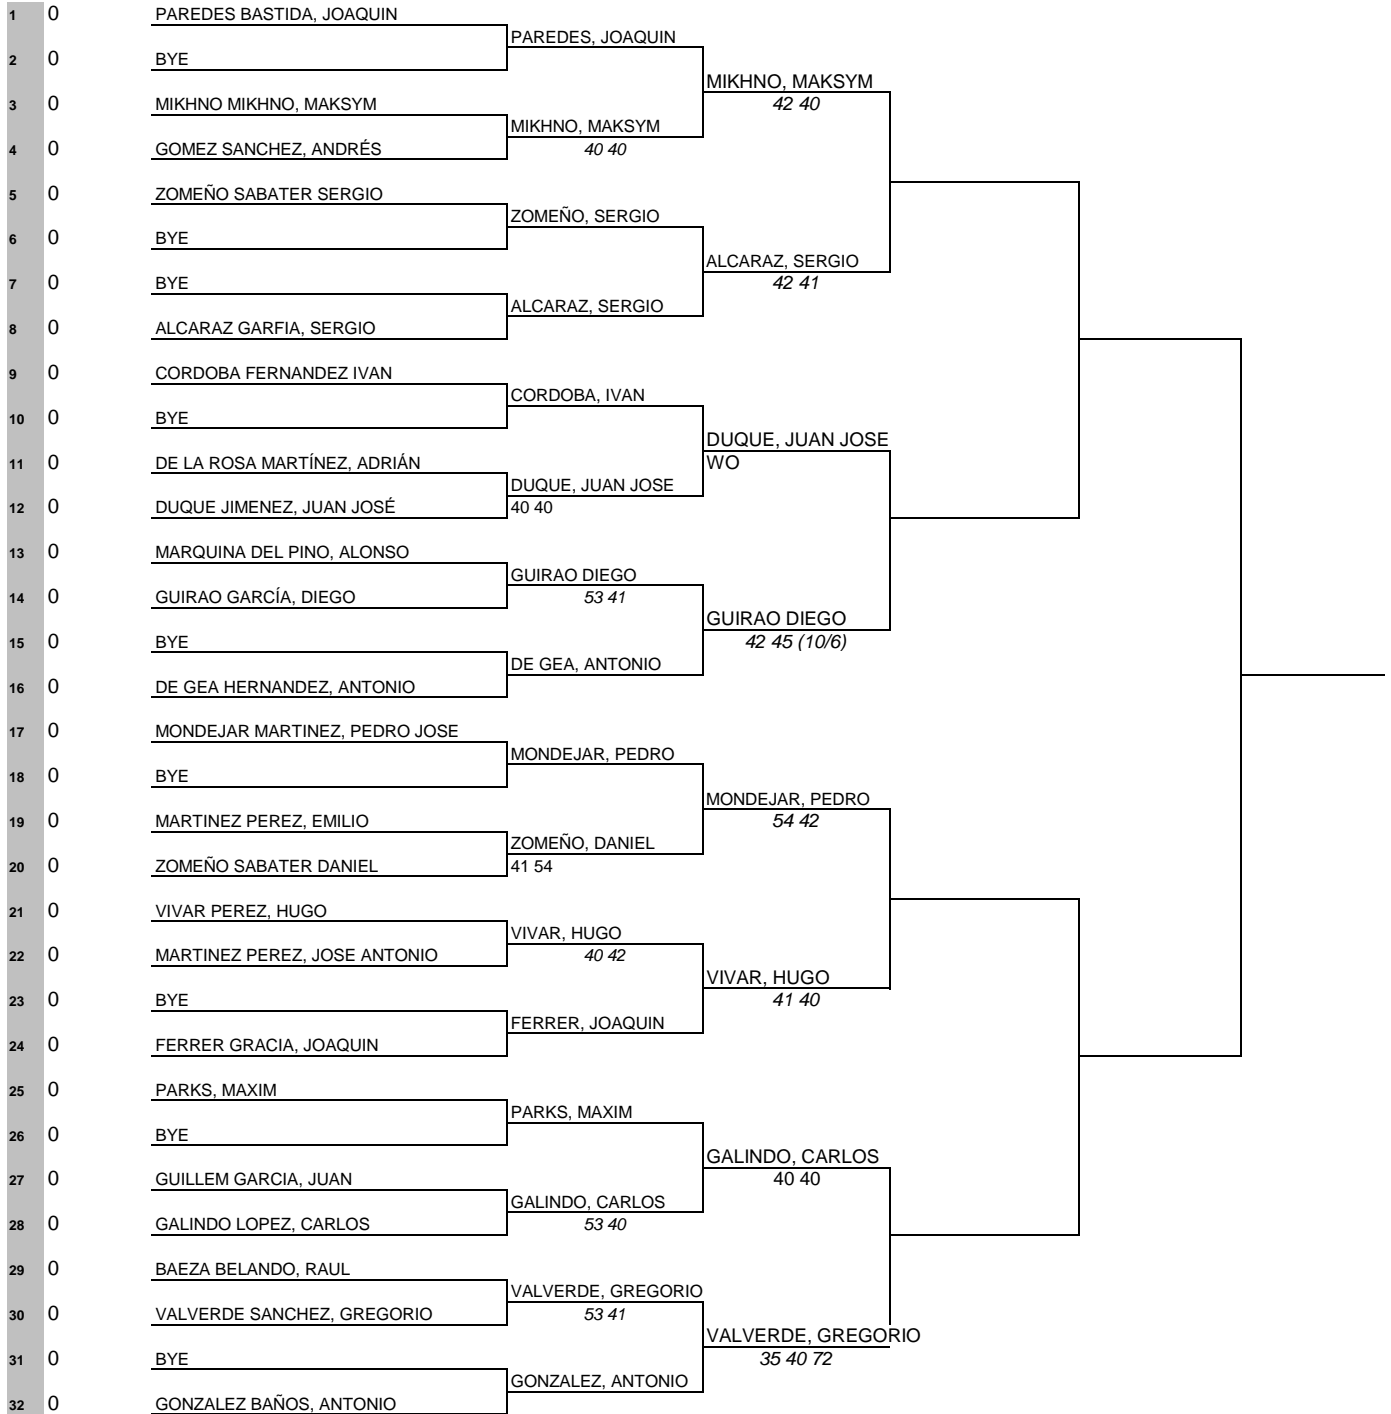 1 0 PAREDES BASTIDA, JOAQUIN
PAREDES, JOAQUIN
2 0 BYE
MIKHNO, MAKSYM
3 0 MIKHNO MIKHNO, MAKSYM 42 40
MIKHNO, MAKSYM
4 0 GOMEZ SANCHEZ, ANDRÉS 40 40
5 0 ZOMEÑO SABATER SERGIO
ZOMEÑO, SERGIO
6 0 BYE
ALCARAZ, SERGIO
7 0 BYE 42 41
ALCARAZ, SERGIO
8 0 ALCARAZ GARFIA, SERGIO
9 0 CORDOBA FERNANDEZ IVAN
CORDOBA, IVAN
10 0 BYE
DUQUE, JUAN JOSE
11 0 DE LA ROSA MARTÍNEZ, ADRIÁN WO
DUQUE, JUAN JOSE
12 0 DUQUE JIMENEZ, JUAN JOSÉ 40 40
13 0 MARQUINA DEL PINO, ALONSO
GUIRAO DIEGO
14 0 GUIRAO GARCÍA, DIEGO 53 41
GUIRAO DIEGO
15 0 BYE 42 45 (10/6)
DE GEA, ANTONIO
16 0 DE GEA HERNANDEZ, ANTONIO
17 0 MONDEJAR MARTINEZ, PEDRO JOSE
MONDEJAR, PEDRO
18 0 BYE
MONDEJAR, PEDRO
19 0 MARTINEZ PEREZ, EMILIO 54 42
ZOMEÑO, DANIEL
20 0 ZOMEÑO SABATER DANIEL 41 54
21 0 VIVAR PEREZ, HUGO
VIVAR, HUGO
22 0 MARTINEZ PEREZ, JOSE ANTONIO 40 42
VIVAR, HUGO
23 0 BYE 41 40
FERRER, JOAQUIN
24 0 FERRER GRACIA, JOAQUIN
25 0 PARKS, MAXIM
PARKS, MAXIM
26 0 BYE
GALINDO, CARLOS
27 0 GUILLEM GARCIA, JUAN 40 40
GALINDO, CARLOS
28 0 GALINDO LOPEZ, CARLOS 53 40
29 0 BAEZA BELANDO, RAUL
VALVERDE, GREGORIO
30 0 VALVERDE SANCHEZ, GREGORIO 53 41
VALVERDE, GREGORIO
31 0 BYE 35 40 72
GONZALEZ, ANTONIO
32 0 GONZALEZ BAÑOS, ANTONIO